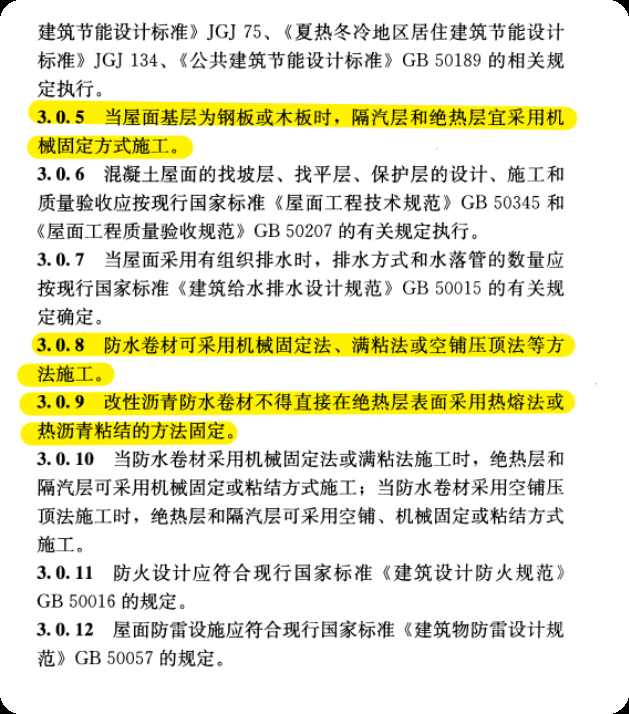 建筑节能设计标准》JGJ 75、《夏热冬冷地区居住建筑节能设计
标准》JGJ 134、《公共建筑节能设计标准》GB 50189 的相关规
定执行。
3.0.5 当屋面基层为钢板或木板时，隔汽层和绝热层宜采用机
械固定方式施工。
3.0.6 混凝土屋面的找坡层、找平层、保护层的设计、施工和
质量验收应按现行国家标准《屋面工程技术规范》GB 50345 和
《屋面工程质量验收规范》GB 50207 的有关规定执行。
3.0.7 当屋面采用有组织排水时，排水方式和水落管的数量应
按现行国家标准《建筑给水排水设计规范》GB 50015 的有关规
定确定。
3.0.8 防水卷材可采用机械固定法、满粘法或空铺压顶法等方
法施工。
3.0.9 改性沥青防水卷材不得直接在绝热层表面采用热熔法或
热沥青粘结的方法固定。
3.0.10 当防水卷材采用机械固定法或满粘法施工时，绝热层和
隔汽层可采用机械固定或粘结方式施工；当防水卷材采用空铺压
顶法施工时，绝热层和隔汽层可采用空铺、机械固定或粘结方式
施工。
3.0.11 防火设计应符合现行国家标准《建筑设计防火规范》
GB 50016 的规定。
3.0.12 屋面防雷设施应符合现行国家标准《建筑物防雷设计规
范》GB 50057 的规定。